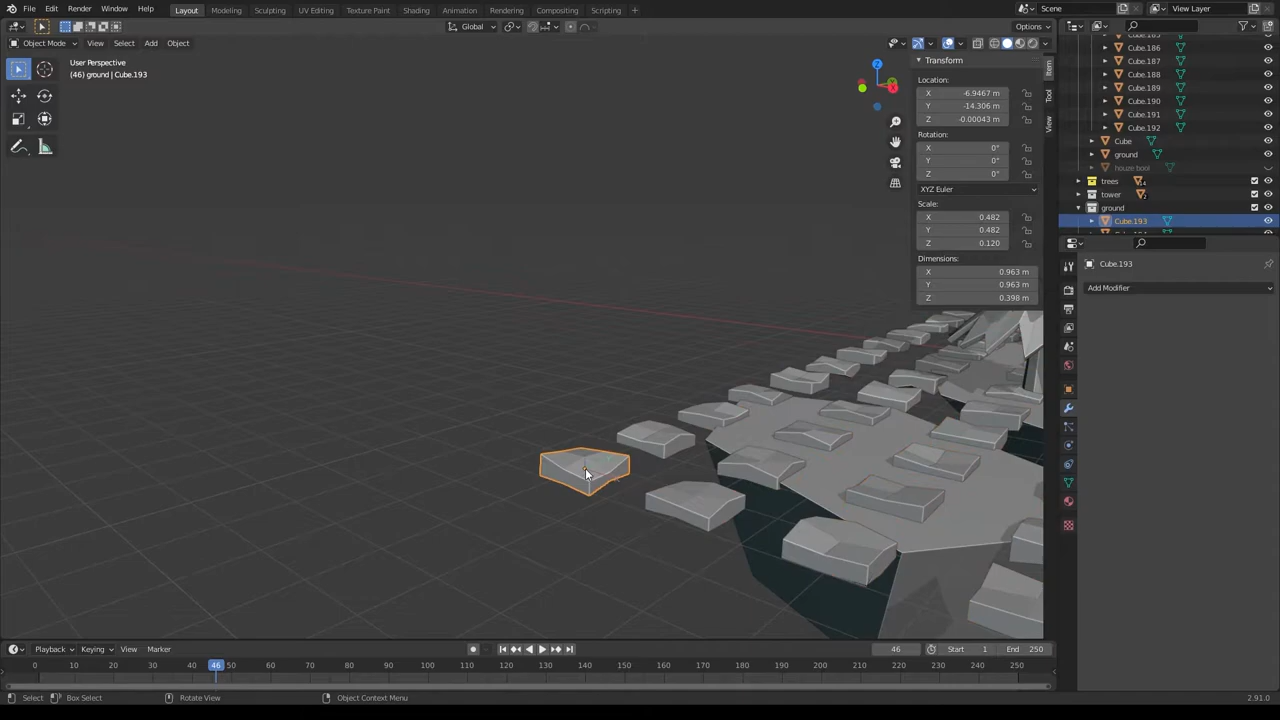 File Edit Render Window Help Layout Modeling Sculpting UV Editing Texture Paint Shading Animation Rendering Compositing Scripting + Scene View Layer
Global Options
Object Mode View Select Add Object
User Perspective
(46) ground | Cube.193
Z
X
Transform
Location:
X -6.9467 m
Y -14.306 m
Z -0.00043 m
Rotation:
X 0°
Y 0°
Z 0°
XYZ Euler
Scale:
X 0.482
Y 0.482
Z 0.120
Dimensions:
X 0.963 m
Y 0.963 m
Z 0.398 m
Item
Tool
View
Cube.186
Cube.187
Cube.188
Cube.189
Cube.190
Cube.191
Cube.192
Cube
ground
houze bool
trees 14
tower 2
ground
Cube.193
Cube.193
Add Modifier
Playback Keying View Marker 46 Start 1 End 250
0 10 20 30 40 46 50 60 70 80 90 100 110 120 130 140 150 160 170 180 190 200 210 220 230 240 250
Select Box Select Rotate View Object Context Menu 2.91.0